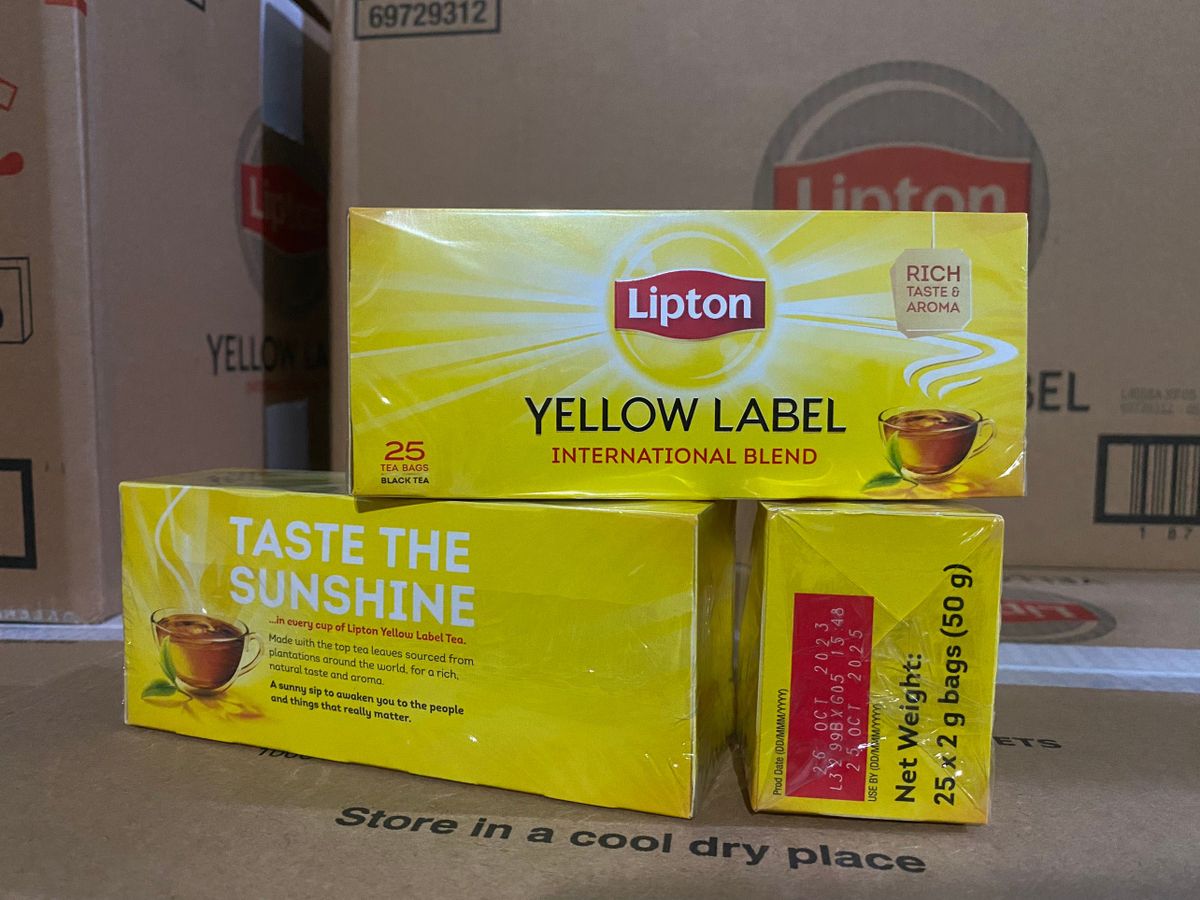 69729312
Lipton
YELLOW LA
Lipton
RICH
TASTE &
AROMA
YELLOW LABEL
INTERNATIONAL BLEND
25
TEA BAGS
BLACK TEA
BEL
1 87
TASTE THE
SUNSHINE
...in every cup of Lipton Yellow Label Tea.
Made with the top tea leaves sourced from
plantations around the world, for a rich,
natural taste and aroma.
A sunny sip to awaken you to the people
and things that really matter.
Prod Date (DD/MMM/YYYY)
26 OCT 2023
L3299BXG05 15:48
25 OCT 2025
USE BY (DD/MMM/YYYY)
Net Weight:
25 x 2 g bags (50 g)
ETS
Store in a cool dry place